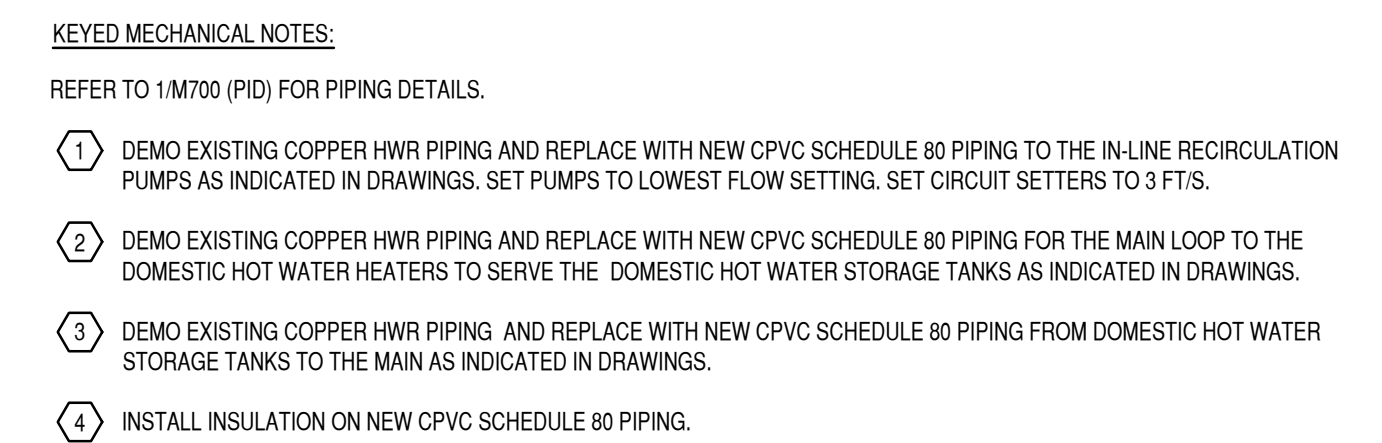 KEYED MECHANICAL NOTES:
REFER TO 1/M700 (PID) FOR PIPING DETAILS.
1 DEMO EXISTING COPPER HWR PIPING AND REPLACE WITH NEW CPVC SCHEDULE 80 PIPING TO THE IN-LINE RECIRCULATION
PUMPS AS INDICATED IN DRAWINGS. SET PUMPS TO LOWEST FLOW SETTING. SET CIRCUIT SETTERS TO 3 FT/S.
2 DEMO EXISTING COPPER HWR PIPING AND REPLACE WITH NEW CPVC SCHEDULE 80 PIPING FOR THE MAIN LOOP TO THE
DOMESTIC HOT WATER HEATERS TO SERVE THE DOMESTIC HOT WATER STORAGE TANKS AS INDICATED IN DRAWINGS.
3 DEMO EXISTING COPPER HWR PIPING AND REPLACE WITH NEW CPVC SCHEDULE 80 PIPING FROM DOMESTIC HOT WATER
STORAGE TANKS TO THE MAIN AS INDICATED IN DRAWINGS.
4 INSTALL INSULATION ON NEW CPVC SCHEDULE 80 PIPING.